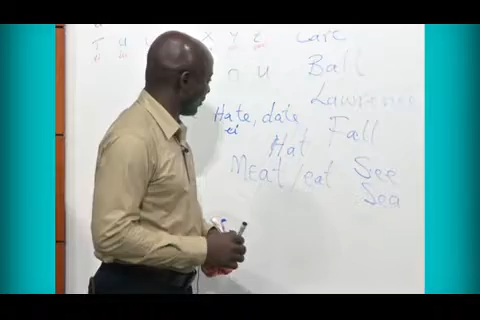 T u x y z Care
n u Ball
Lawrence
Hate, date Fall
ei
Hat
Meat/eat See
Sea